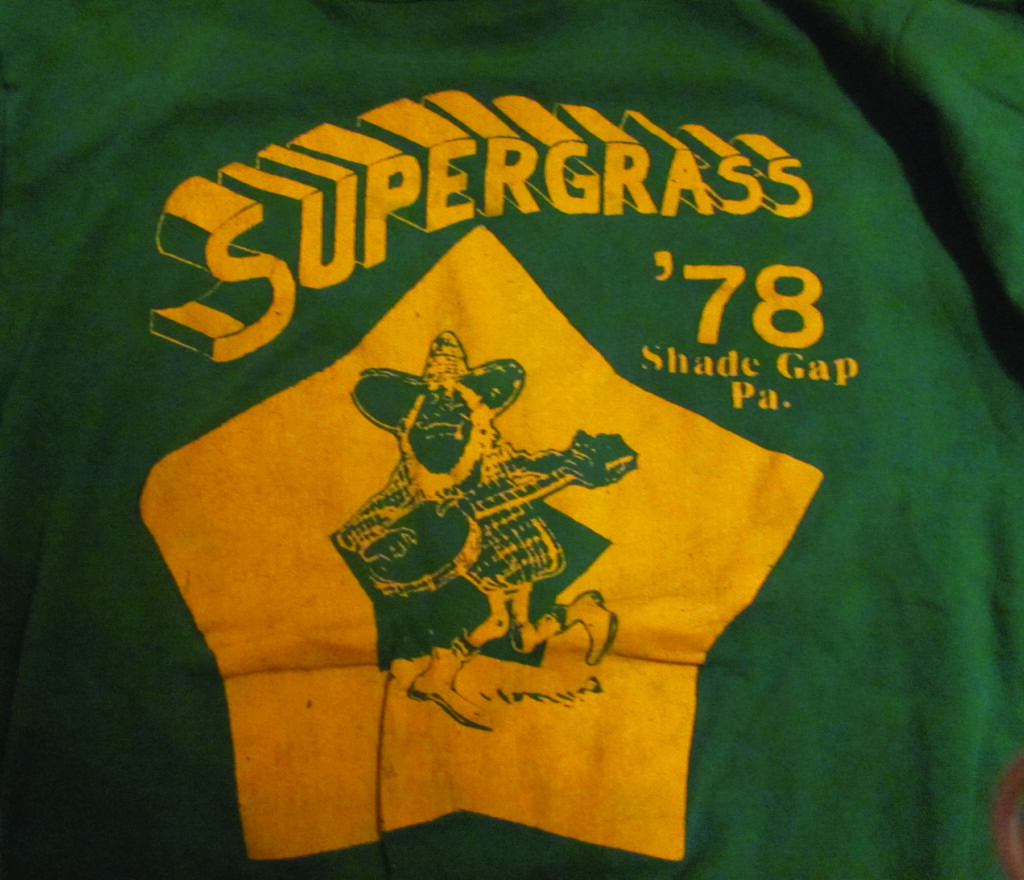 SUPERGRASS
'78
Shade Gap
Pa.